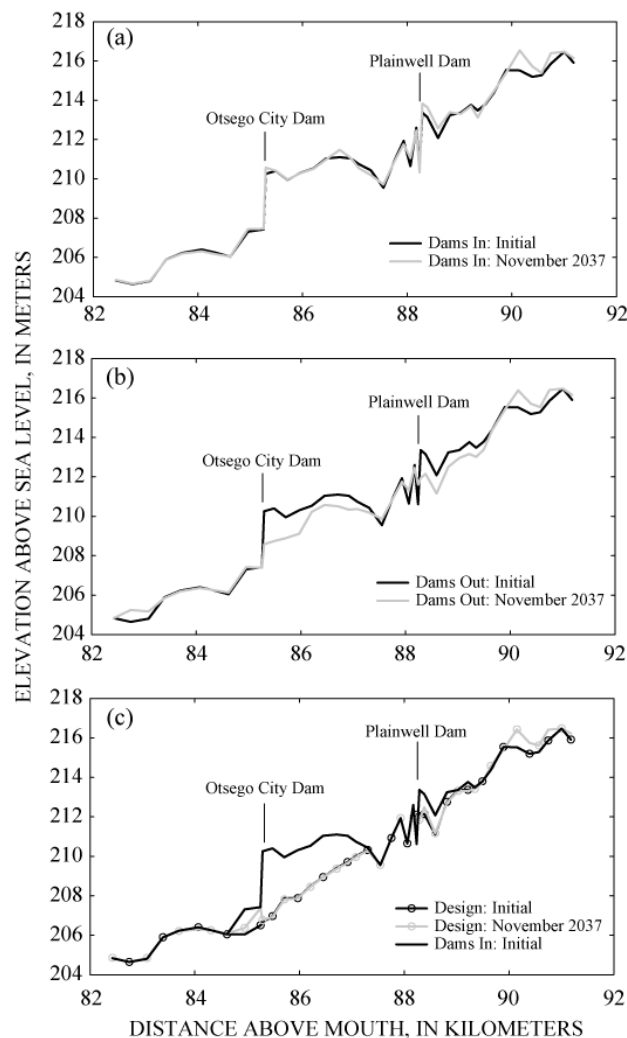 ELEVATION ABOVE SEA LEVEL, IN METERS
(a)
218
216
214
212
210
208
206
204
Plainwell Dam
Otsego City Dam
Dams In: Initial
Dams In: November 2037
82 84 86 88 90 92
(b)
218
216
214
212
210
208
206
204
Plainwell Dam
Otsego City Dam
Dams Out: Initial
Dams Out: November 2037
82 84 86 88 90 92
(c)
218
216
214
212
210
208
206
204
Plainwell Dam
Otsego City Dam
Design: Initial
Design: November 2037
Dams In: Initial
82 84 86 88 90 92
DISTANCE ABOVE MOUTH, IN KILOMETERS